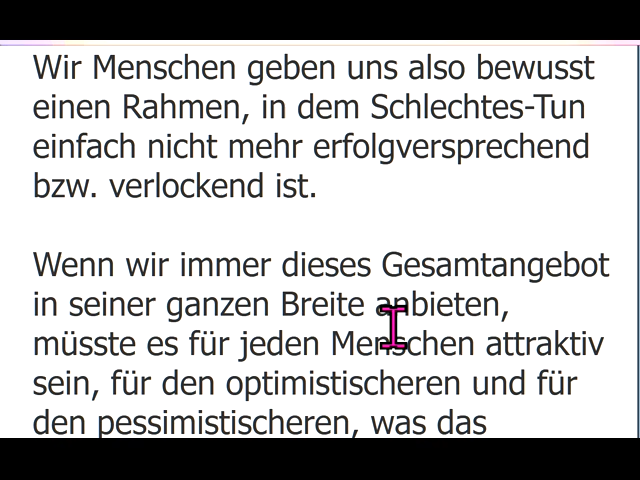 Wir Menschen geben uns also bewusst
einen Rahmen, in dem Schlechtes-Tun
einfach nicht mehr erfolgversprechend
bzw. verlockend ist.
Wenn wir immer dieses Gesamtangebot
in seiner ganzen Breite anbieten,
müsste es für jeden Menschen attraktiv
sein, für den optimistischeren und für
den pessimistischeren, was das